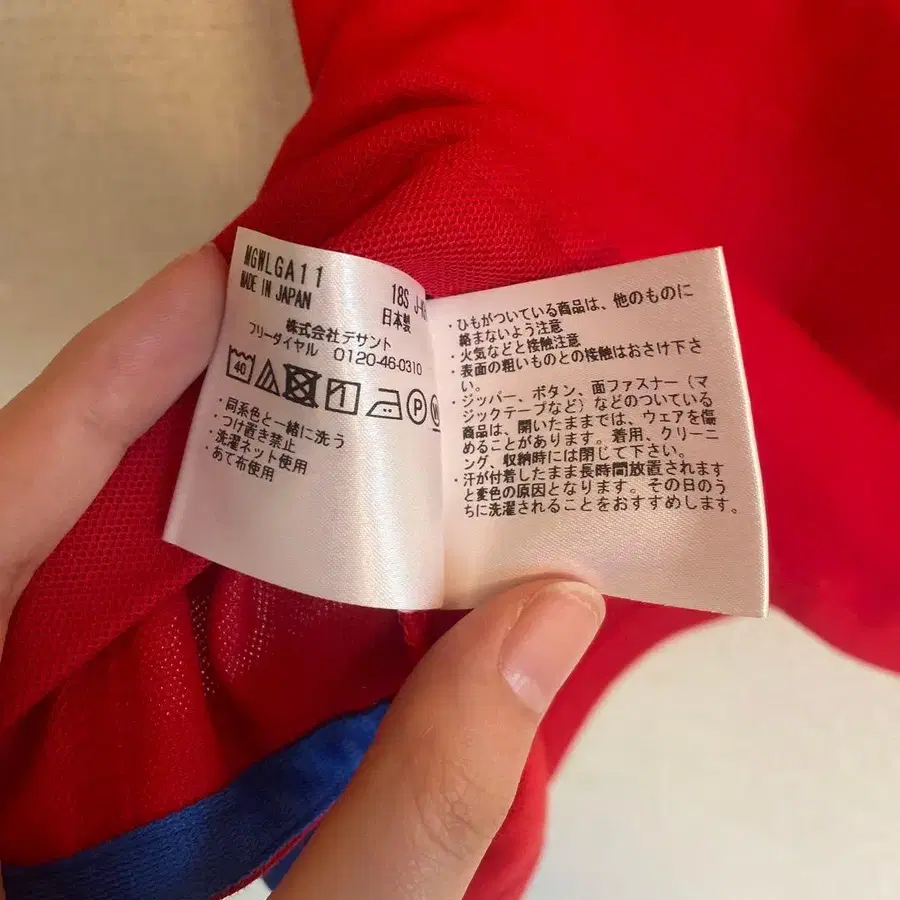 MGWLGA11
MADE IN JAPAN
18S
日本製
株式会社デサント
フリーダイヤル 0120-46-0310
40
・同系色と一緒に洗う
・つけ置き禁止
・洗濯ネット使用
・あて布使用
・ひもがついている商品は、他のものに
絡まないよう注意
・火気などと接触注意
・表面の粗いものとの接触はおさけ下さ
い。
・ジッパー、ボタン、面ファスナー（マ
ジックテープなど）などのついている
商品は、開いたままでは、ウェアを傷
めることがあります。着用、クリーニ
ング、収納時には閉じて下さい。
・汗が付着したまま長時間放置されます
と変色の原因となります。その日のう
ちに洗濯されることをおすすめします。